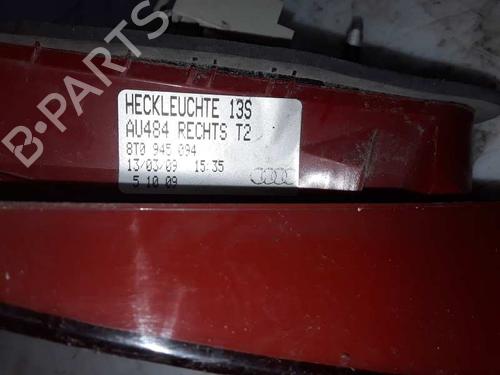 HECKLEUCHTE 13S
AU484 RECHTS T2
8T0 945 094
13/03/09 15:35
5 10 09
B-PARTS